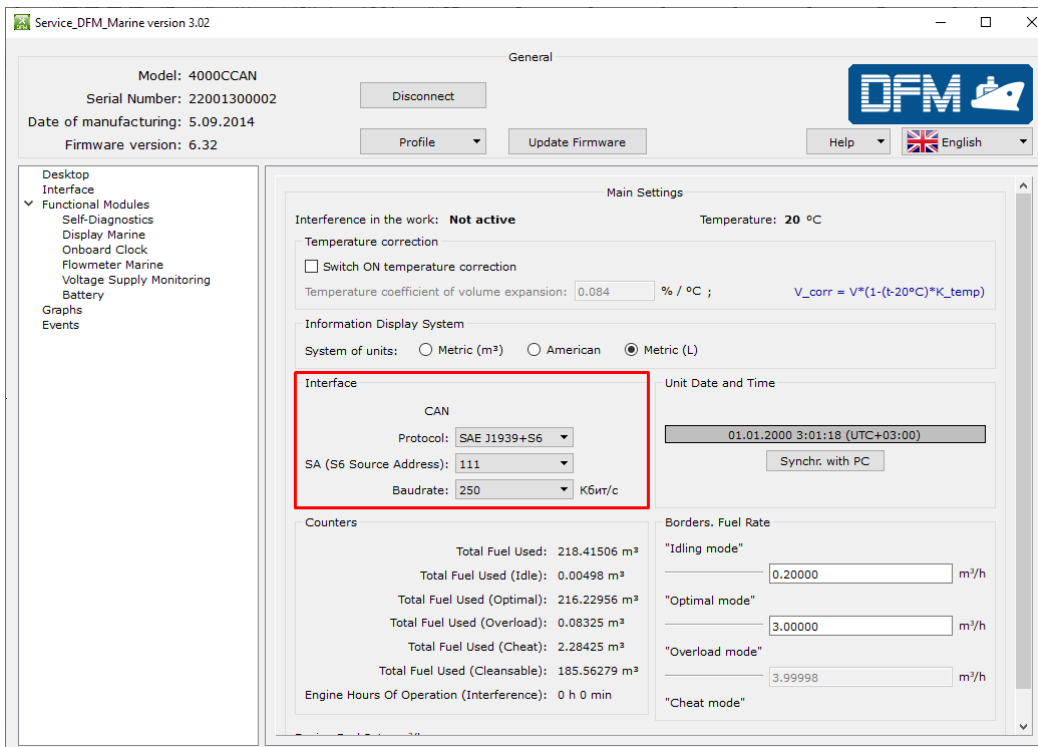 Service_DFM_Marine version 3.02
General
Model: 4000CCAN
Serial Number: 22001300002
Date of manufacturing: 5.09.2014
Firmware version: 6.32
Disconnect
Profile
Update Firmware
DFM
Help
English
Desktop
Interface
Functional Modules
Self-Diagnostics
Display Marine
Onboard Clock
Flowmeter Marine
Voltage Supply Monitoring
Battery
Graphs
Events
Main Settings
Interference in the work: Not active
Temperature: 20 °C
Temperature correction
Switch ON temperature correction
Temperature coefficient of volume expansion: 0.084 % / °C ;
V_corr = V*(1-(t-20°C)*K_temp)
Information Display System
System of units: Metric (m³) American Metric (L)
Interface
CAN
Protocol: SAE J1939+S6
SA (S6 Source Address): 111
Baudrate: 250 Кбит/с
Unit Date and Time
01.01.2000 3:01:18 (UTC+03:00)
Synchr. with PC
Counters
Total Fuel Used: 218.41506 m³
Total Fuel Used (Idle): 0.00498 m³
Total Fuel Used (Optimal): 216.22956 m³
Total Fuel Used (Overload): 0.08325 m³
Total Fuel Used (Cheat): 2.28425 m³
Total Fuel Used (Cleansable): 185.56279 m³
Engine Hours Of Operation (Interference): 0 h 0 min
Borders. Fuel Rate
"Idling mode"
0.20000 m³/h
"Optimal mode"
3.00000 m³/h
"Overload mode"
3.99998 m³/h
"Cheat mode"